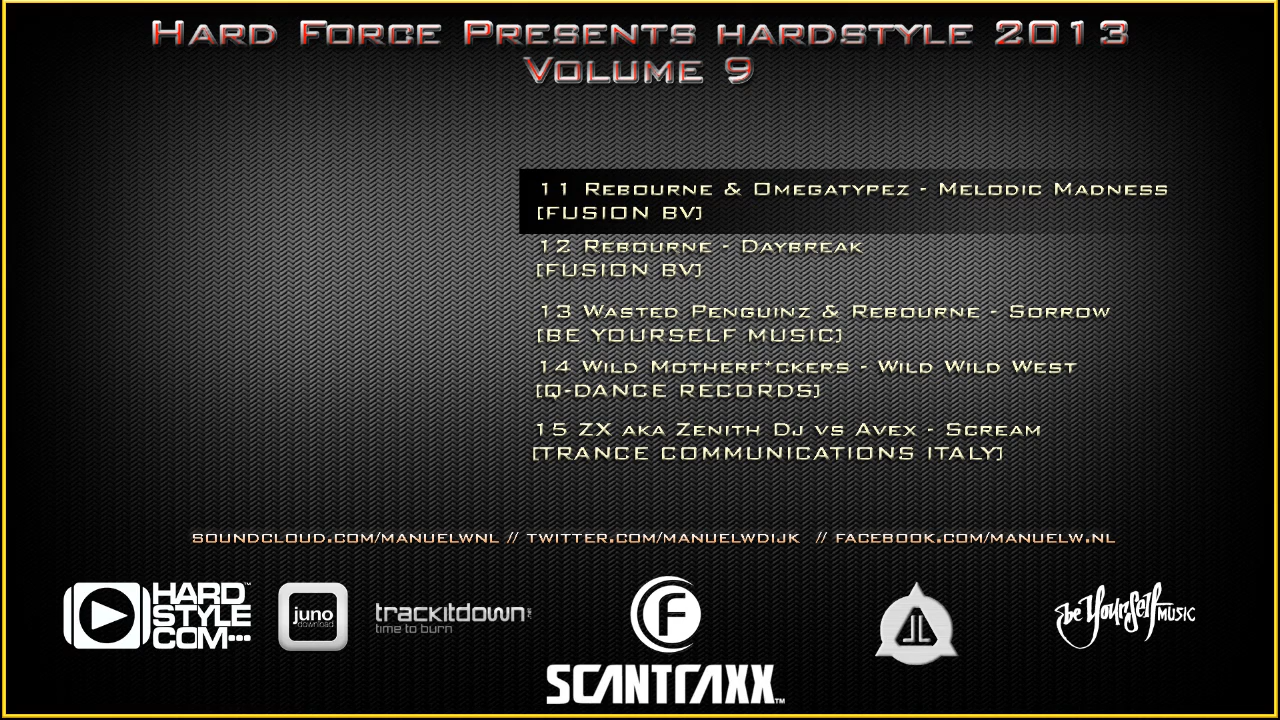 Hard Force Presents hardstyle 2013
Volume 9
11 Rebourne & Omegatypez - Melodic Madness
[FUSION BV]
12 Rebourne - Daybreak
[FUSION BV]
13 Wasted Penguinz & Rebourne - Sorrow
[BE YOURSELF MUSIC]
14 Wild Motherf*ckers - Wild Wild West
[Q-DANCE RECORDS]
15 ZX aka Zenith Dj vs Avex - Scream
[TRANCE COMMUNICATIONS ITALY]
soundcloud.com/manuelwnl // twitter.com/manuelwdijk // facebook.com/manuelw.nl
HARD
STYLE
COM
juno
download
trackitdown.net
time to burn
F
SCANTRAXX™
Be Yourself MUSIC